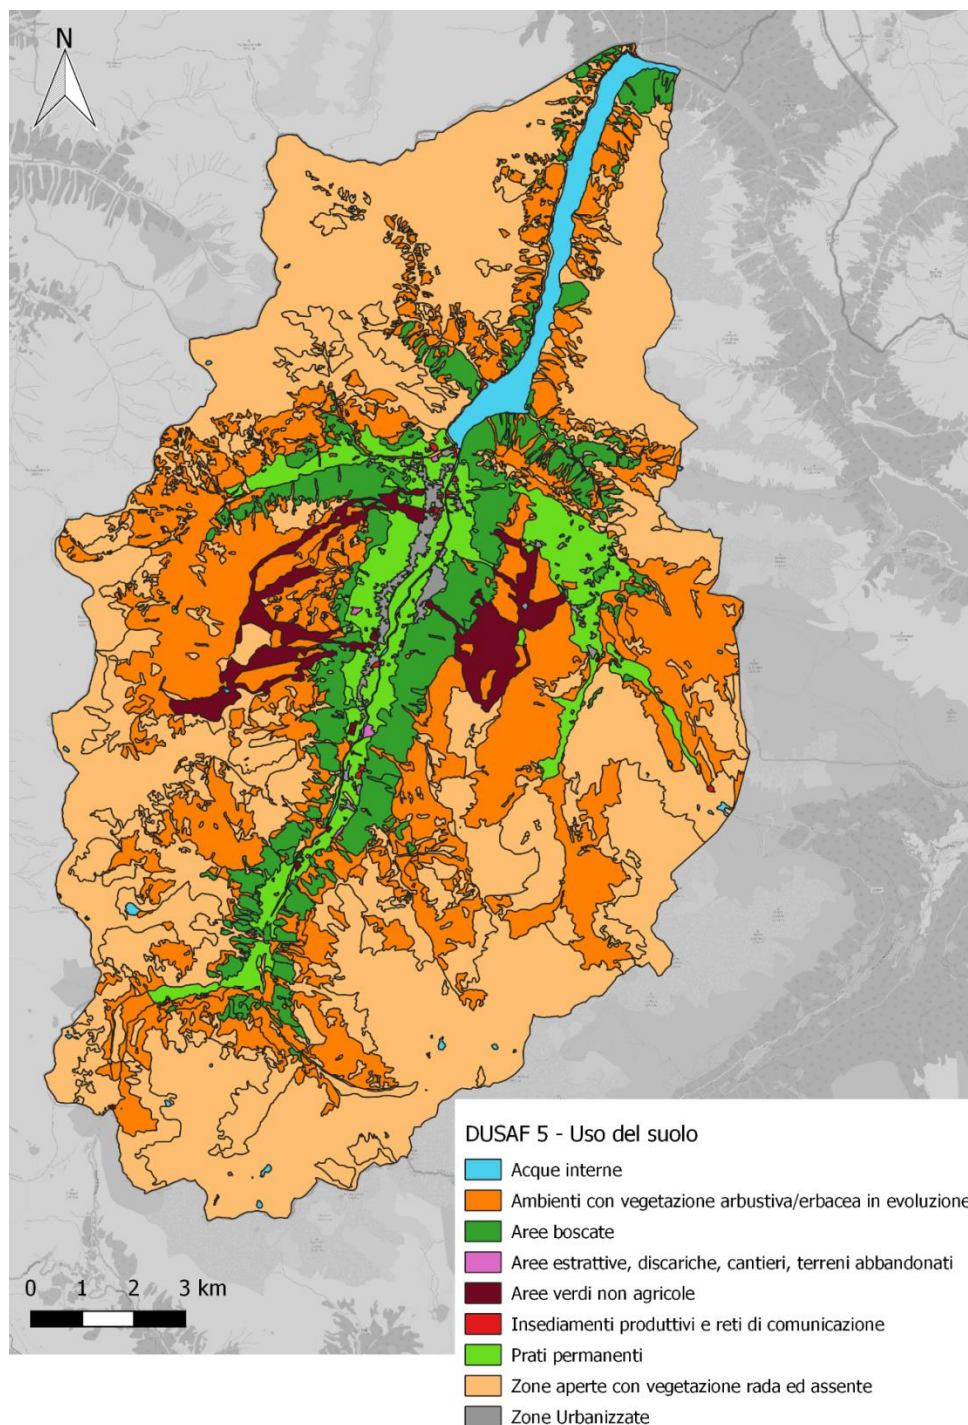 N
DUSAF 5 - Uso del suolo
Acque interne
Ambienti con vegetazione arbustiva/erbacea in evoluzione
Aree boscate
Aree estrattive, discariche, cantieri, terreni abbandonati
Aree verdi non agricole
Insediamenti produttivi e reti di comunicazione
Prati permanenti
Zone aperte con vegetazione rada ed assente
Zone Urbanizzate
0 1 2 3 km